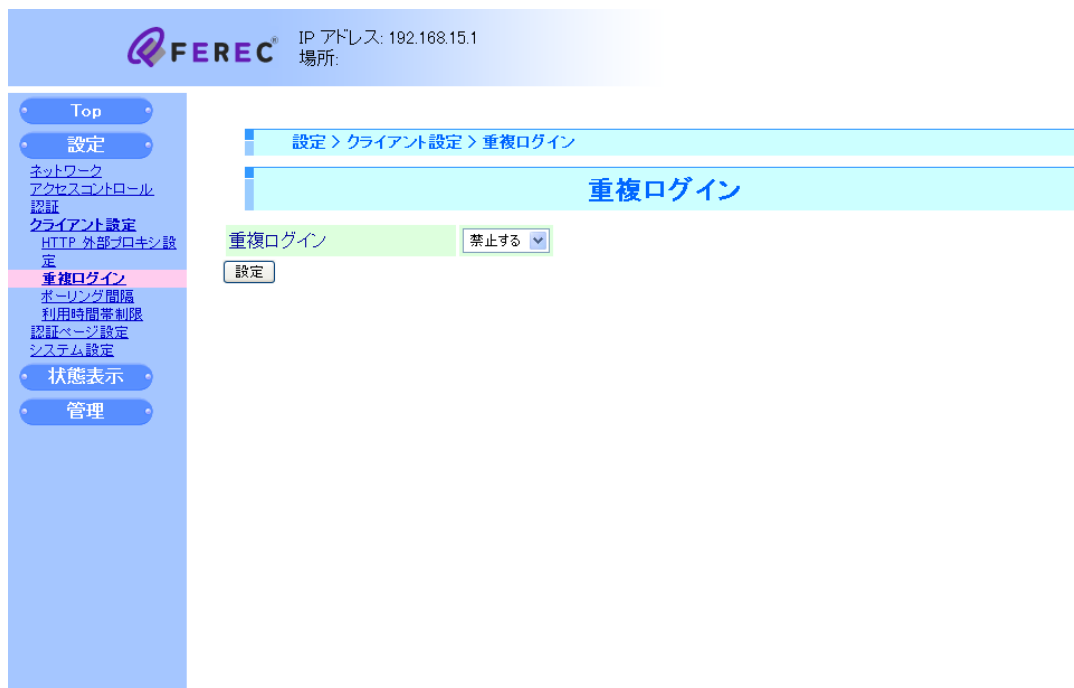 FEREC®
IP アドレス: 192.168.15.1
場所:
Top
設定
ネットワーク
アクセスコントロール
認証
クライアント設定
HTTP 外部プロキシ設
定
重複ログイン
ポーリング間隔
利用時間帯制限
認証ページ設定
システム設定
状態表示
管理
設定 > クライアント設定 > 重複ログイン
重複ログイン
重複ログイン 禁止する
設定